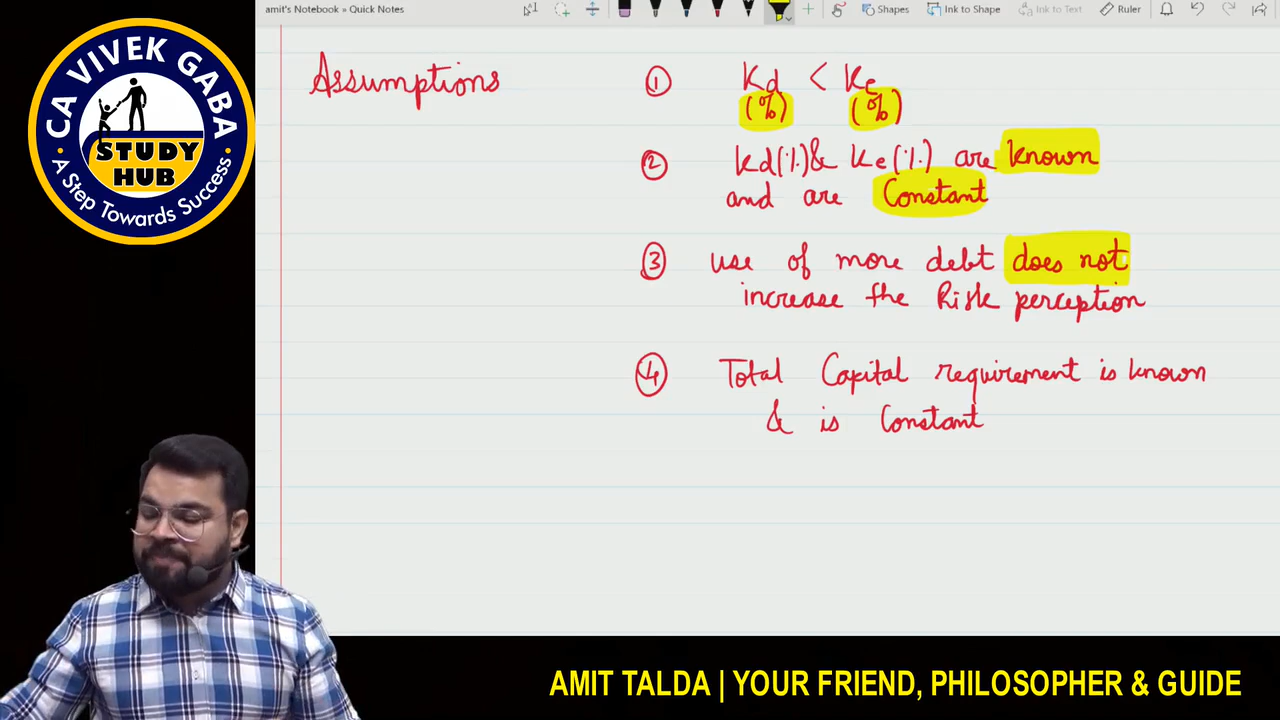 amit's Notebook » Quick Notes
Shapes
Ink to Shape
Ink to Text
Ruler
CA VIVEK GABA
STUDY
HUB
• A Step Towards Success •
Assumptions
① Kd < Ke
(%) (%)
② Kd(%) & Ke(%) are known
and are Constant
③ use of more debt does not
increase the Risk perception
④ Total Capital requirement is known
& is Constant
AMIT TALDA | YOUR FRIEND, PHILOSOPHER & GUIDE